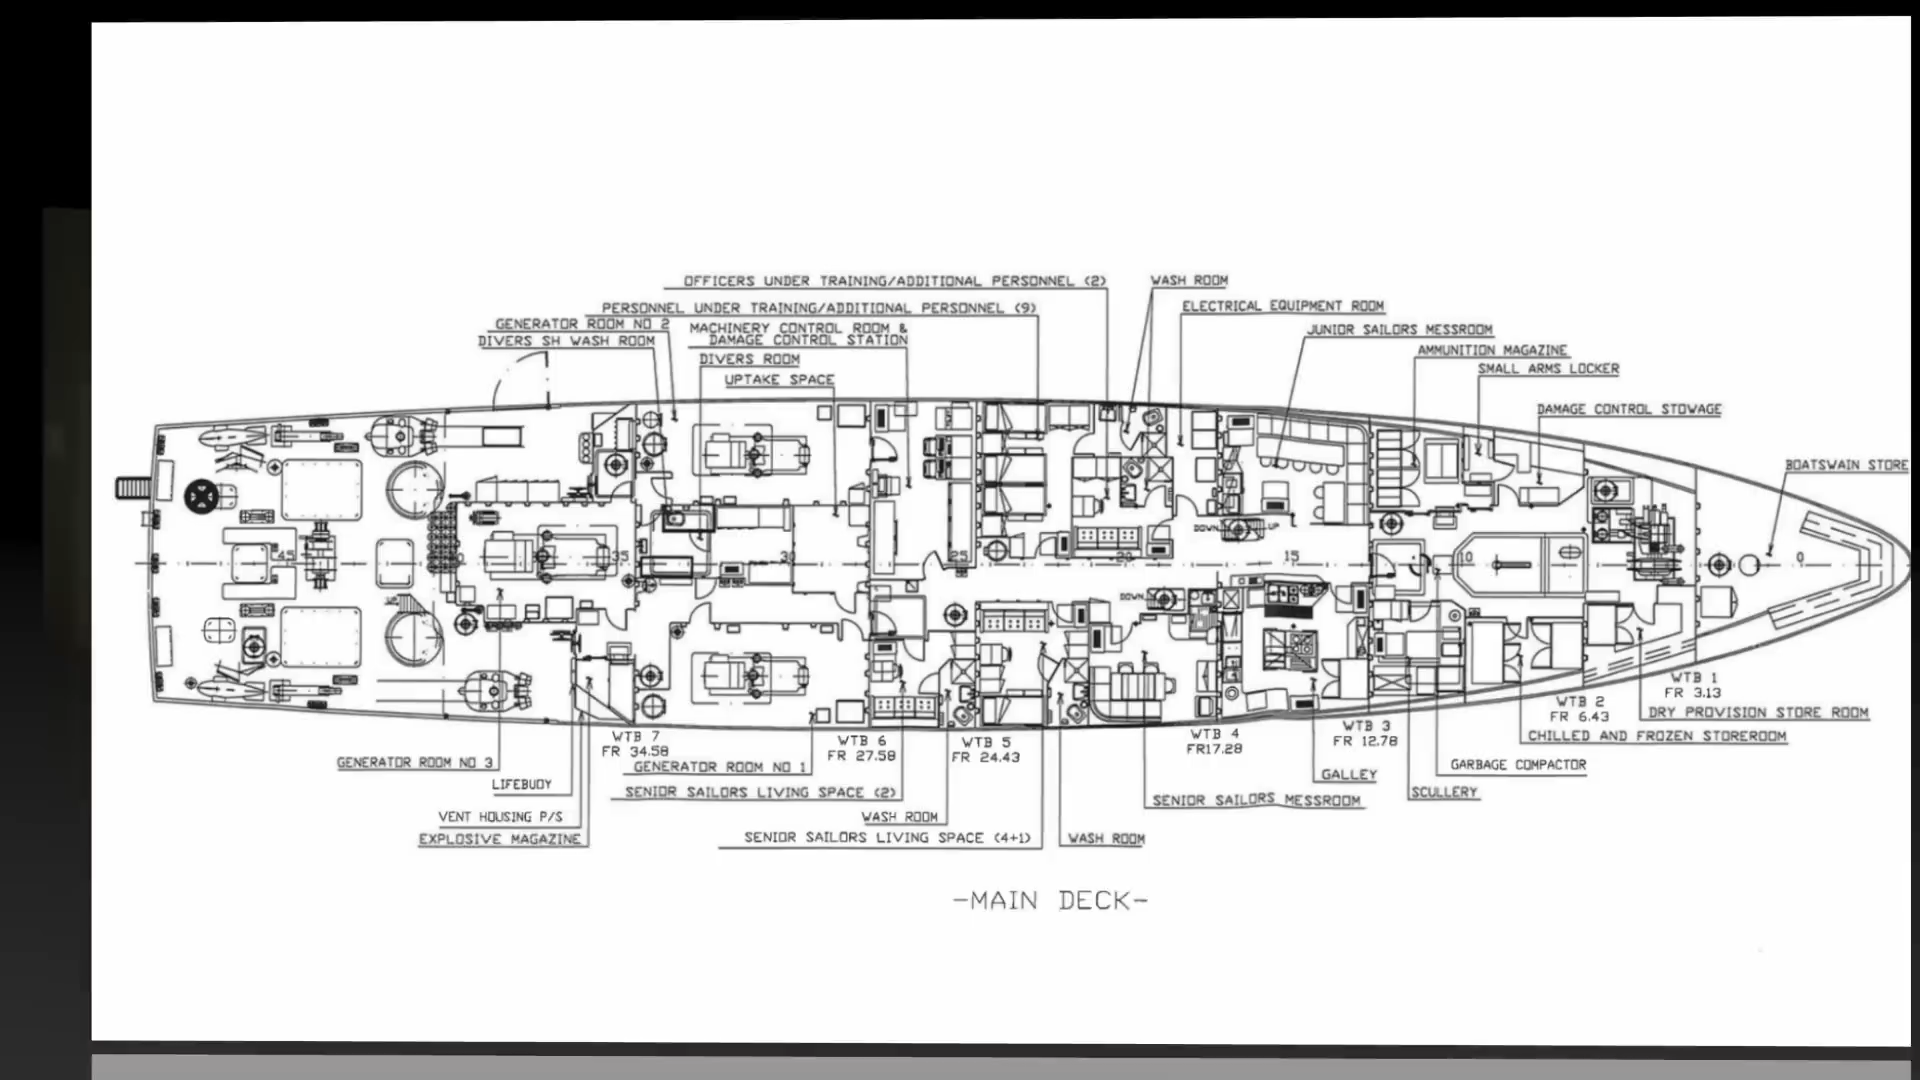 OFFICERS UNDER TRAINING/ADDITIONAL PERSONNEL (2)
WASH ROOM
PERSONNEL UNDER TRAINING/ADDITIONAL PERSONNEL (9)
ELECTRICAL EQUIPMENT ROOM
GENERATOR ROOM NO 2
MACHINERY CONTROL ROOM &
DAMAGE CONTROL STATION
JUNIOR SAILORS MESSROOM
DIVERS SH WASH ROOM
DIVERS ROOM
AMMUNITION MAGAZINE
UPTAKE SPACE
SMALL ARMS LOCKER
DAMAGE CONTROL STOWAGE
BOATSWAIN STORE
DOWN
UP
45
35
30
25
20
15
10
5
0
UP
DOWN
WTB 1
FR 3.13
WTB 2
FR 6.43
DRY PROVISION STORE ROOM
WTB 3
FR 12.78
WTB 4
FR17.28
WTB 5
FR 24.43
WTB 6
FR 27.58
WTB 7
FR 34.58
CHILLED AND FROZEN STOREROOM
GENERATOR ROOM NO 3
GENERATOR ROOM NO 1
GARBAGE COMPACTOR
GALLEY
LIFEBUOY
SENIOR SAILORS LIVING SPACE (2)
SENIOR SAILORS MESSROOM
SCULLERY
VENT HOUSING P/S
WASH ROOM
EXPLOSIVE MAGAZINE
SENIOR SAILORS LIVING SPACE (4+1)
WASH ROOM
-MAIN DECK-